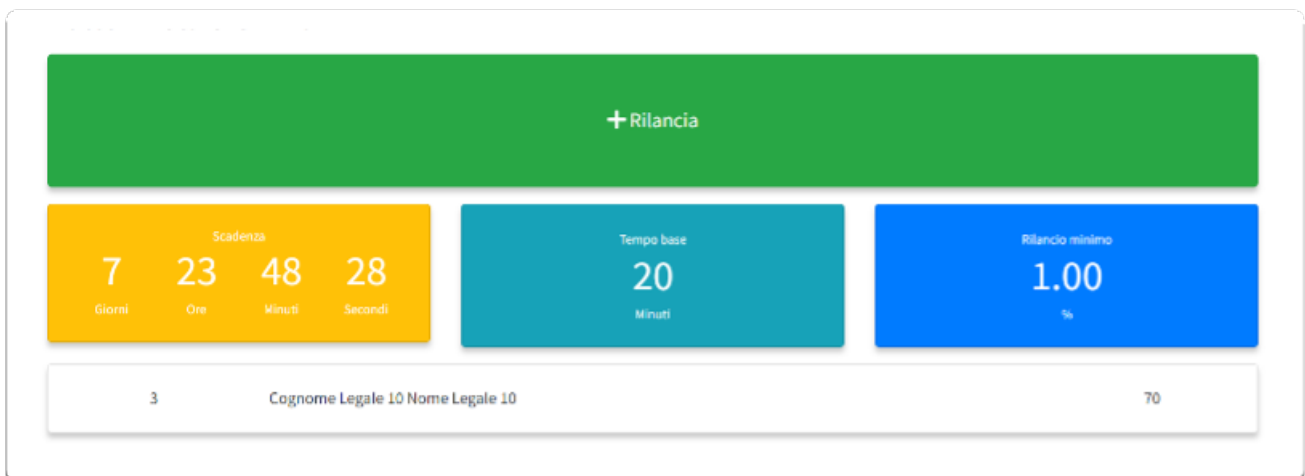 + Rilancia
Scadenza
7 23 48 28
Giorni Ore Minuti Secondi
Tempo base
20
Minuti
Rilancio minimo
1.00
%
3 Cognome Legale 10 Nome Legale 10 70